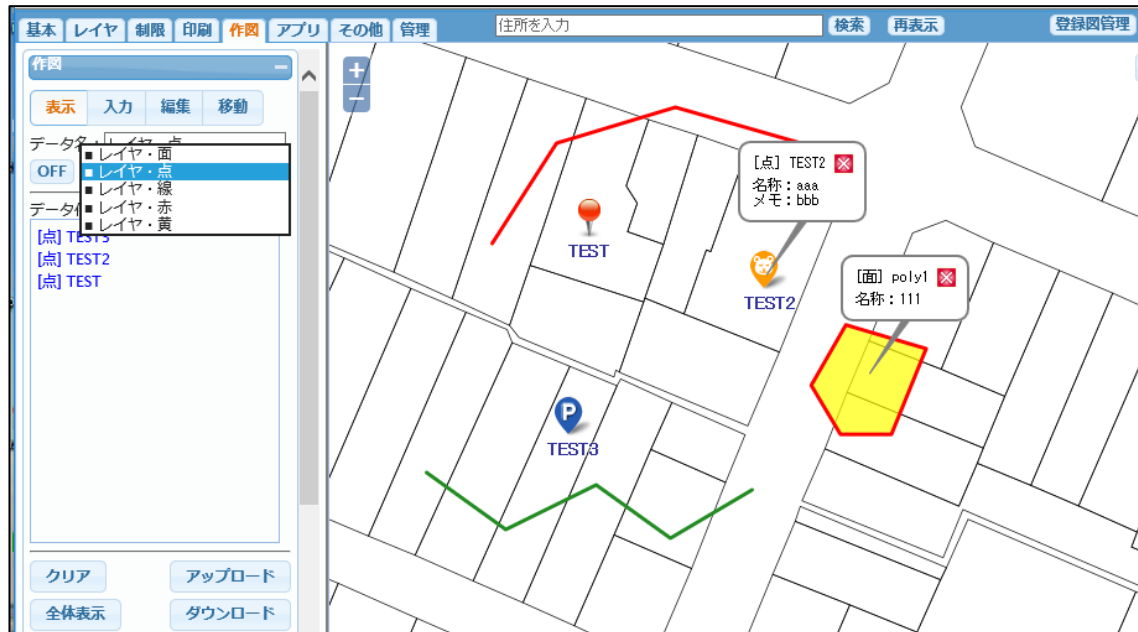 基本 レイヤ 制限 印刷 作図 アプリ その他 管理 住所を入力 検索 再表示 登録図管理
作図
表示 入力 編集 移動
データ名:レイヤ・点
■ レイヤ・面
OFF
■ レイヤ・点
■ レイヤ・線
■ レイヤ・赤
■ レイヤ・黄
[点] TEST3
[点] TEST2
[点] TEST
クリア アップロード
全体表示 ダウンロード
+
−
[点] TEST2
名称:aaa
メモ:bbb
TEST
TEST2
[面] poly1
名称:111
P
TEST3